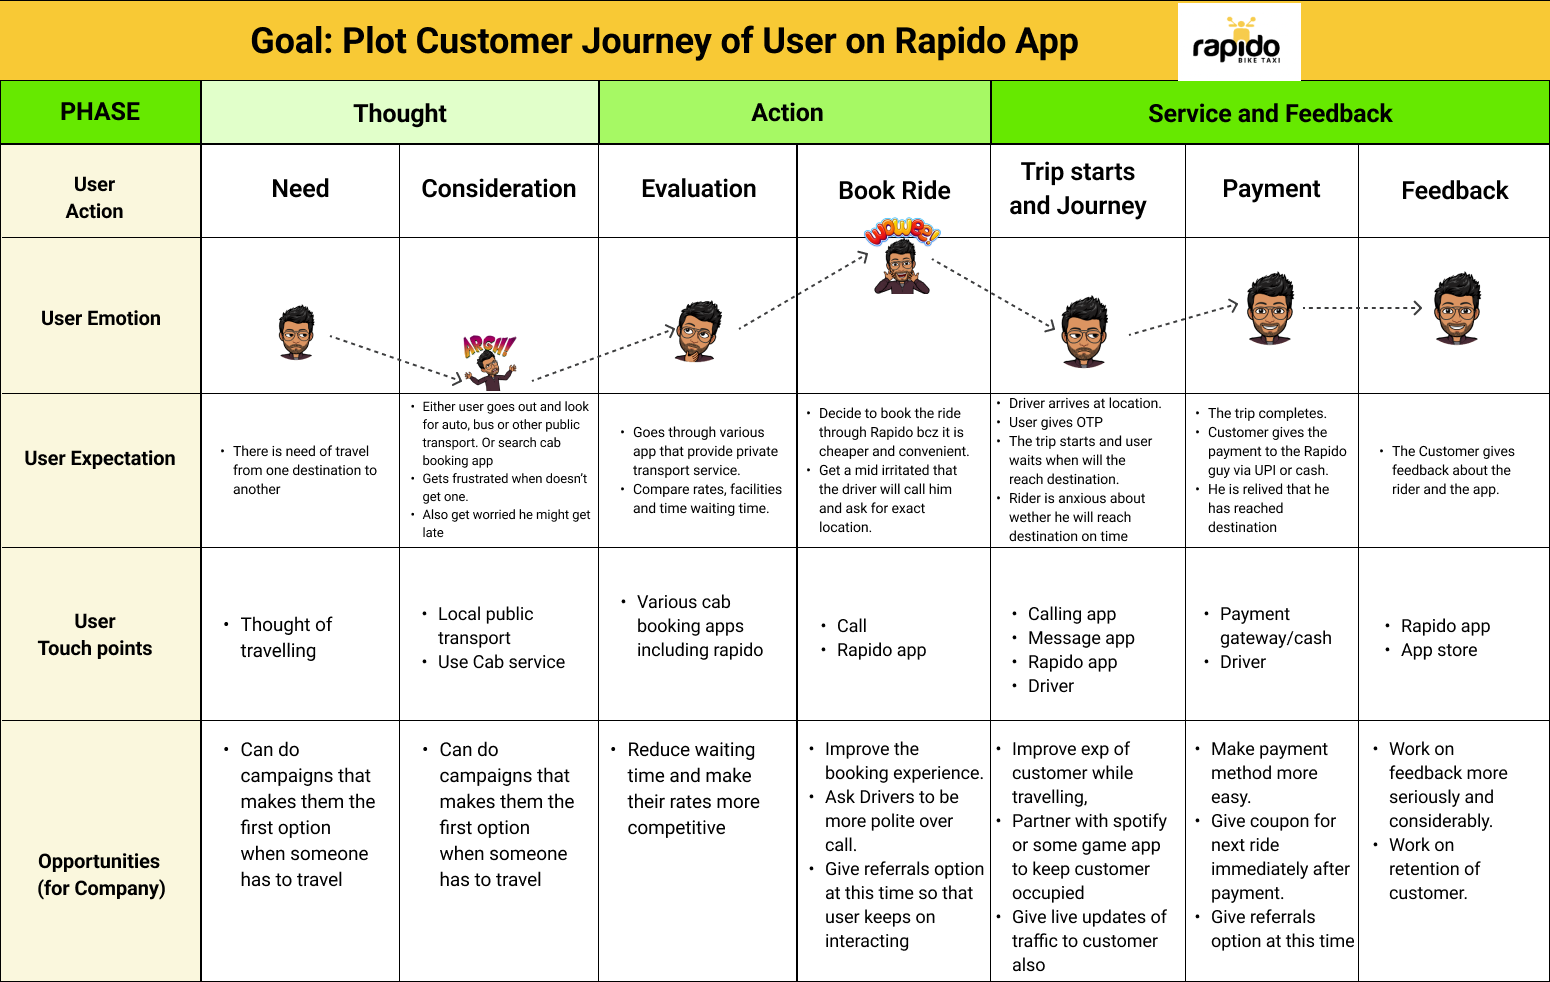 Goal: Plot Customer Journey of User on Rapido App
rapido
BIKE TAXI
PHASE
Thought
Action
Service and Feedback
User
Action
Need
Consideration
Evaluation
Book Ride
Trip starts
and Journey
Payment
Feedback
User Emotion
ARGH!
WOWEE!
User Expectation
• There is need of travel
from one destination to
another
• Either user goes out and look
for auto, bus or other public
transport. Or search cab
booking app
• Gets frustrated when doesn't
get one.
• Also get worried he might get
late
• Goes through various
app that provide private
transport service.
• Compare rates, facilities
and time waiting time.
• Decide to book the ride
through Rapido bcz it is
cheaper and convenient.
• Get a mid irritated that
the driver will call him
and ask for exact
location.
• Driver arrives at location.
• User gives OTP
• The trip starts and user
waits when will the
reach destination.
• Rider is anxious about
wether he will reach
destination on time
• The trip completes.
• Customer gives the
payment to the Rapido
guy via UPI or cash.
• He is relived that he
has reached
destination
• The Customer gives
feedback about the
rider and the app.
User
Touch points
• Thought of
travelling
• Local public
transport
• Use Cab service
• Various cab
booking apps
including rapido
• Call
• Rapido app
• Calling app
• Message app
• Rapido app
• Driver
• Payment
gateway/cash
• Driver
• Rapido app
• App store
Opportunities
(for Company)
• Can do
campaigns that
makes them the
first option
when someone
has to travel
• Can do
campaigns that
makes them the
first option
when someone
has to travel
• Reduce waiting
time and make
their rates more
competitive
• Improve the
booking experience.
• Ask Drivers to be
more polite over
call.
• Give referrals option
at this time so that
user keeps on
interacting
• Improve exp of
customer while
travelling,
• Partner with spotify
or some game app
to keep customer
occupied
• Give live updates of
traffic to customer
also
• Make payment
method more
easy.
• Give coupon for
next ride
immediately after
payment.
• Give referrals
option at this time
• Work on
feedback more
seriously and
considerably.
• Work on
retention of
customer.